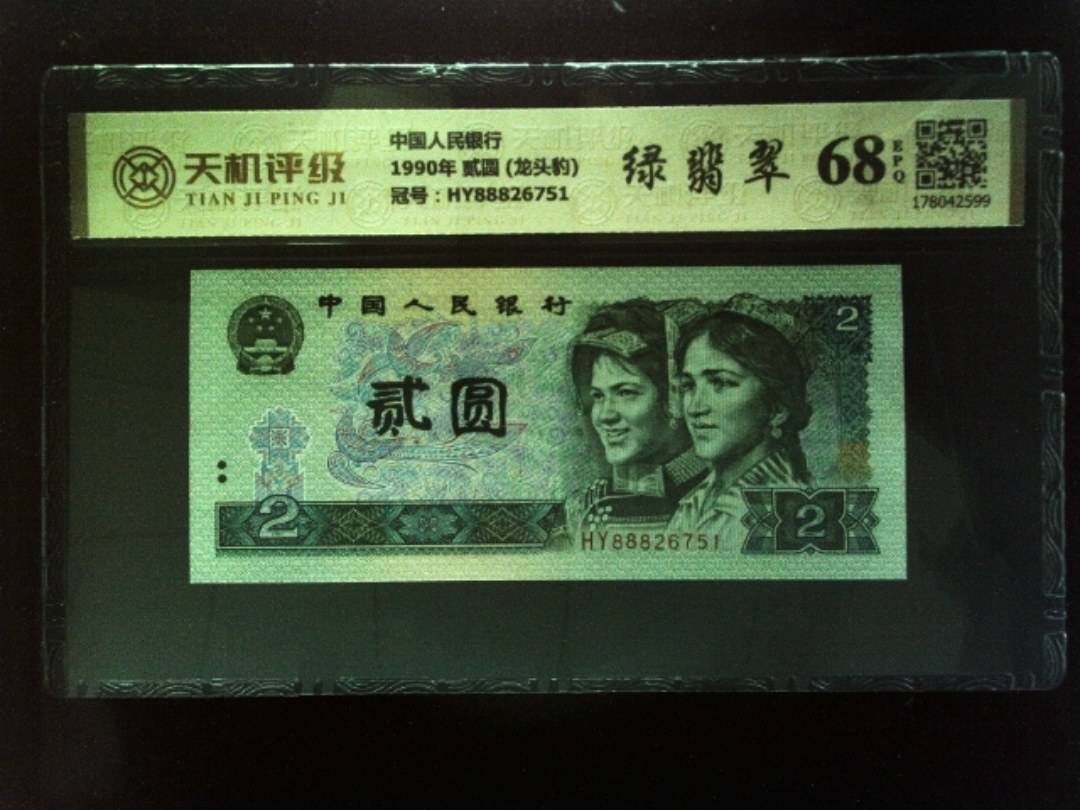 天机评级
TIAN JI PING JI
中国人民银行
1990年 贰圆 (龙头豹)
冠号：HY88826751
绿翡翠
68
EPQ
178042599
中国人民银行
2
贰圆
2
HY88826751
2